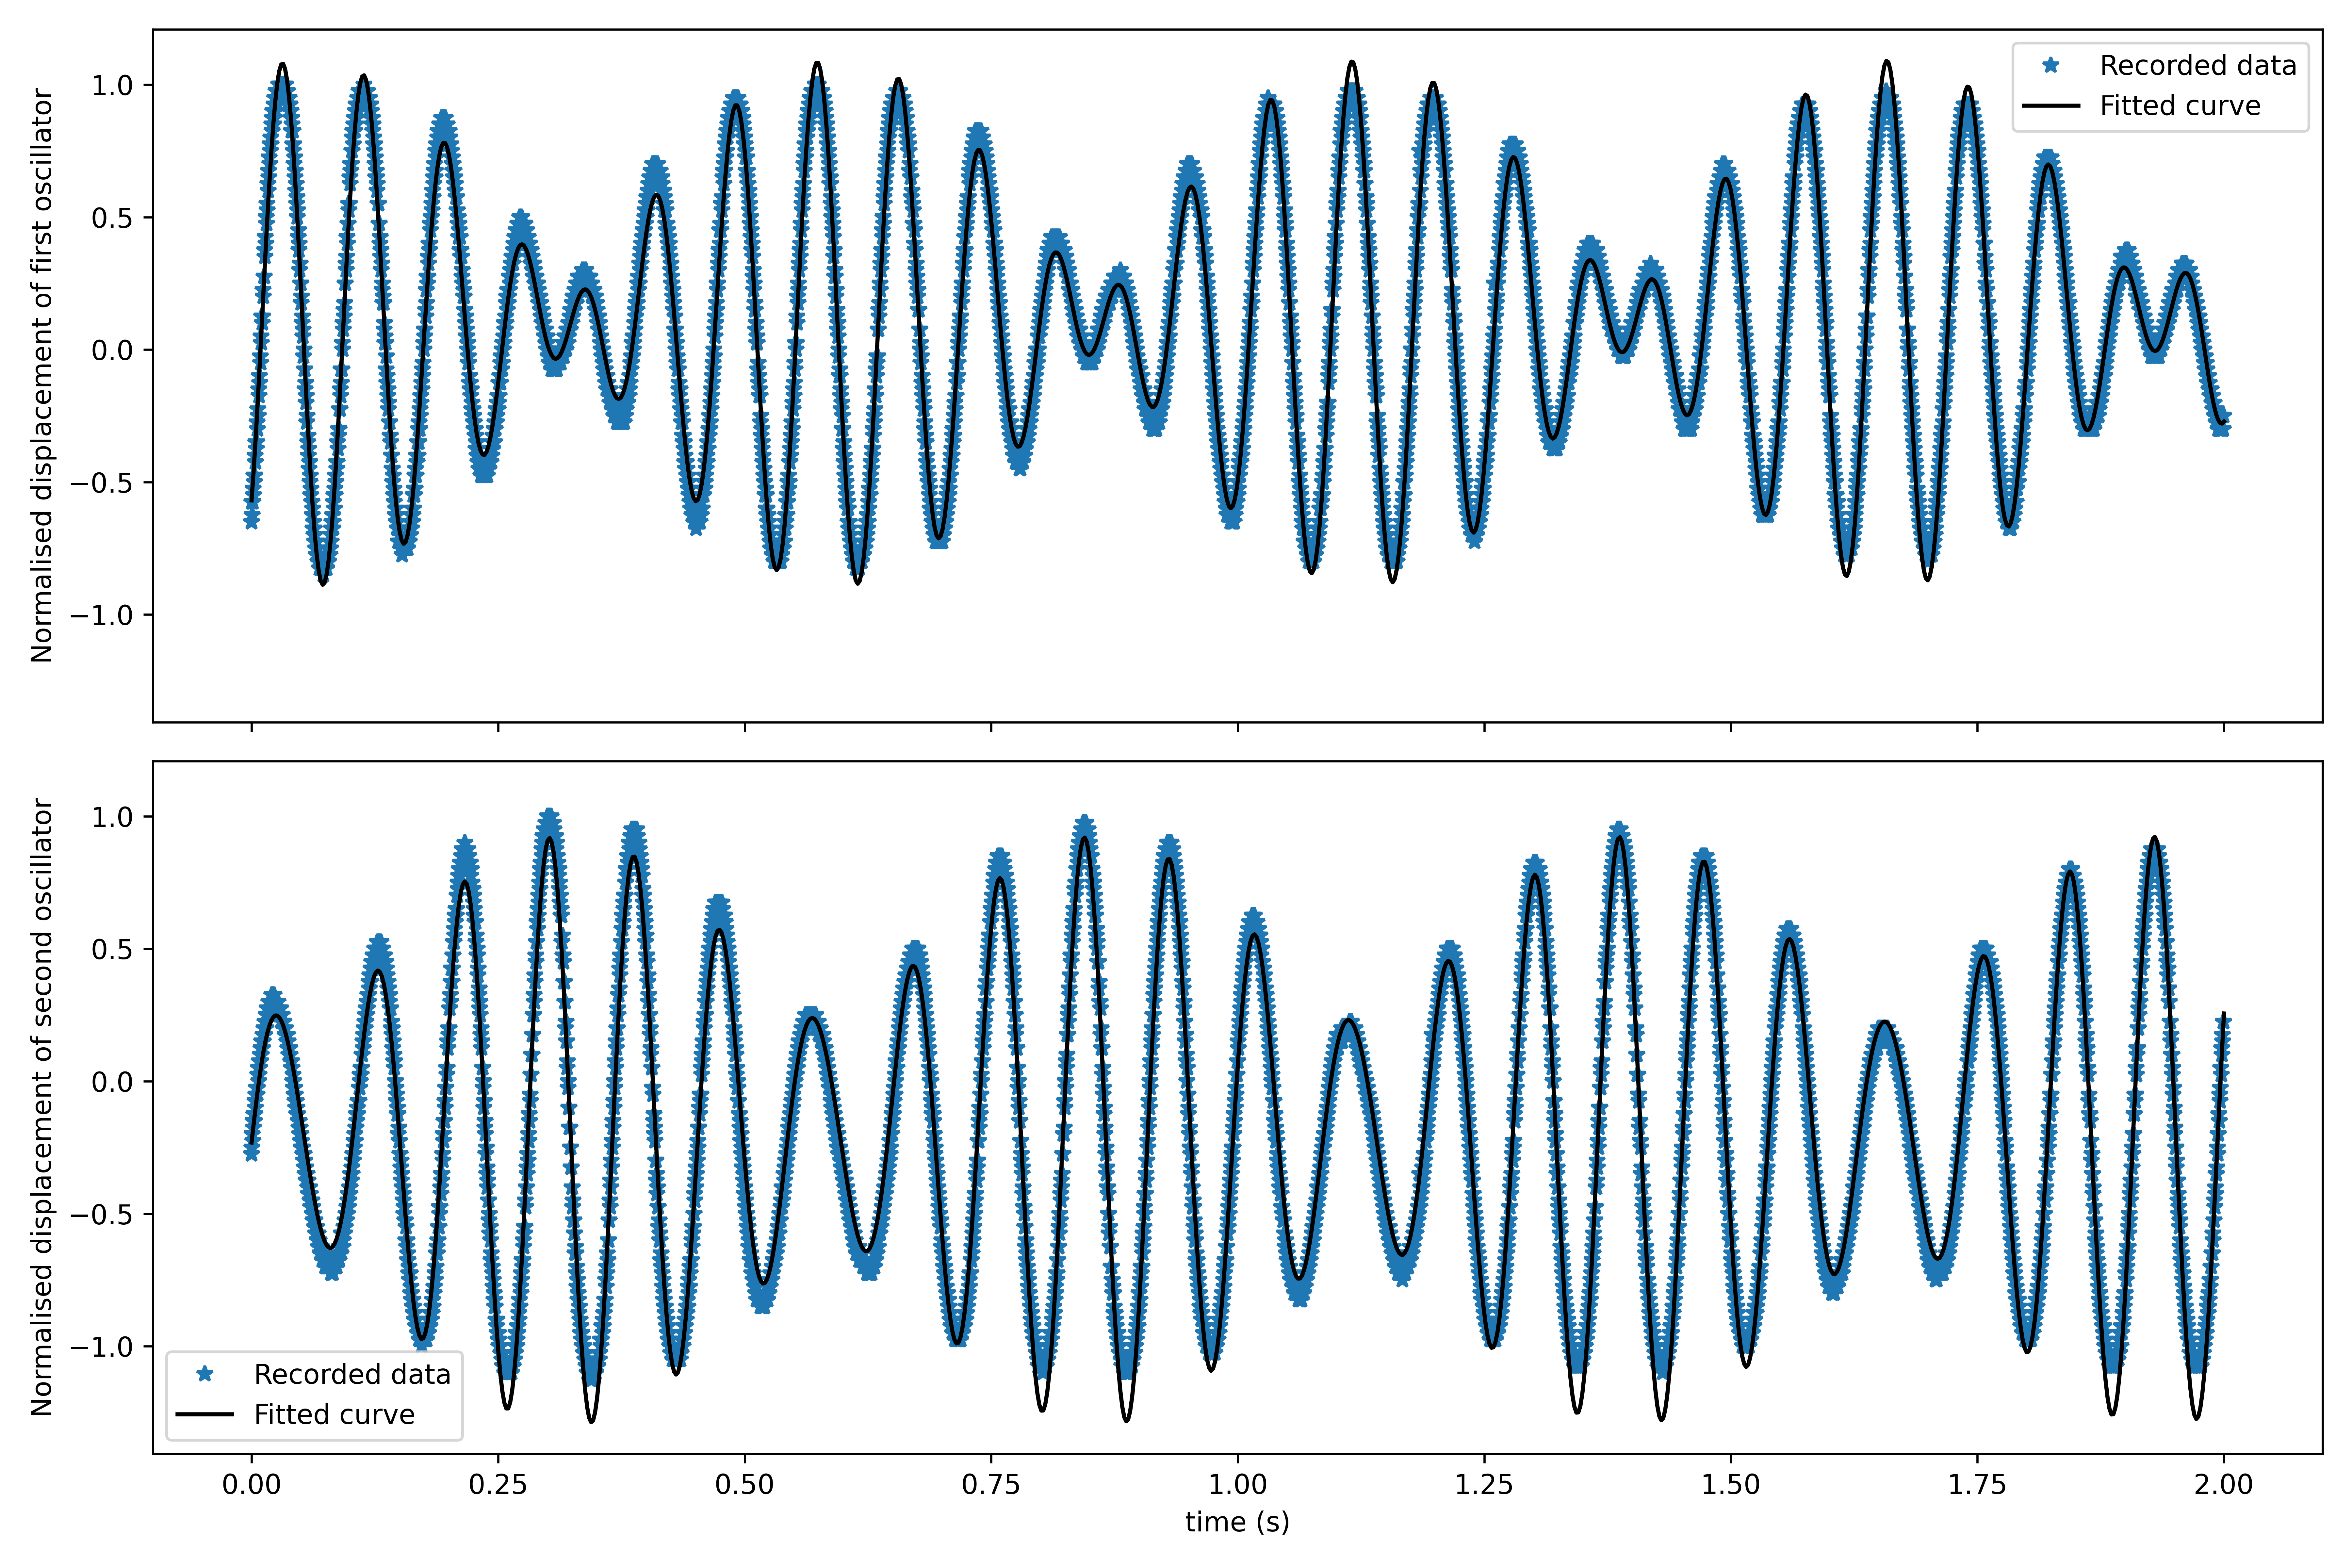 Normalised displacement of first oscillator
1.0
0.5
0.0
−0.5
−1.0
Recorded data
Fitted curve
Normalised displacement of second oscillator
1.0
0.5
0.0
−0.5
−1.0
Recorded data
Fitted curve
0.00 0.25 0.50 0.75 1.00 1.25 1.50 1.75 2.00
time (s)